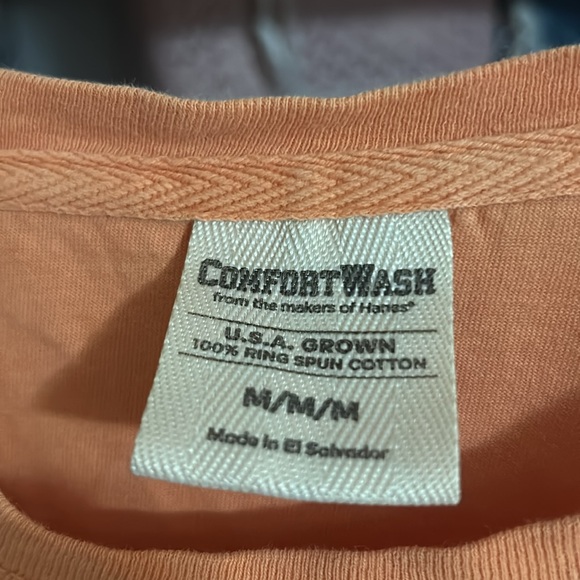 COMFORTWASH
from the makers of Hanes®
U.S.A. GROWN
100% RING SPUN COTTON
M/M/M
Made in El Salvador